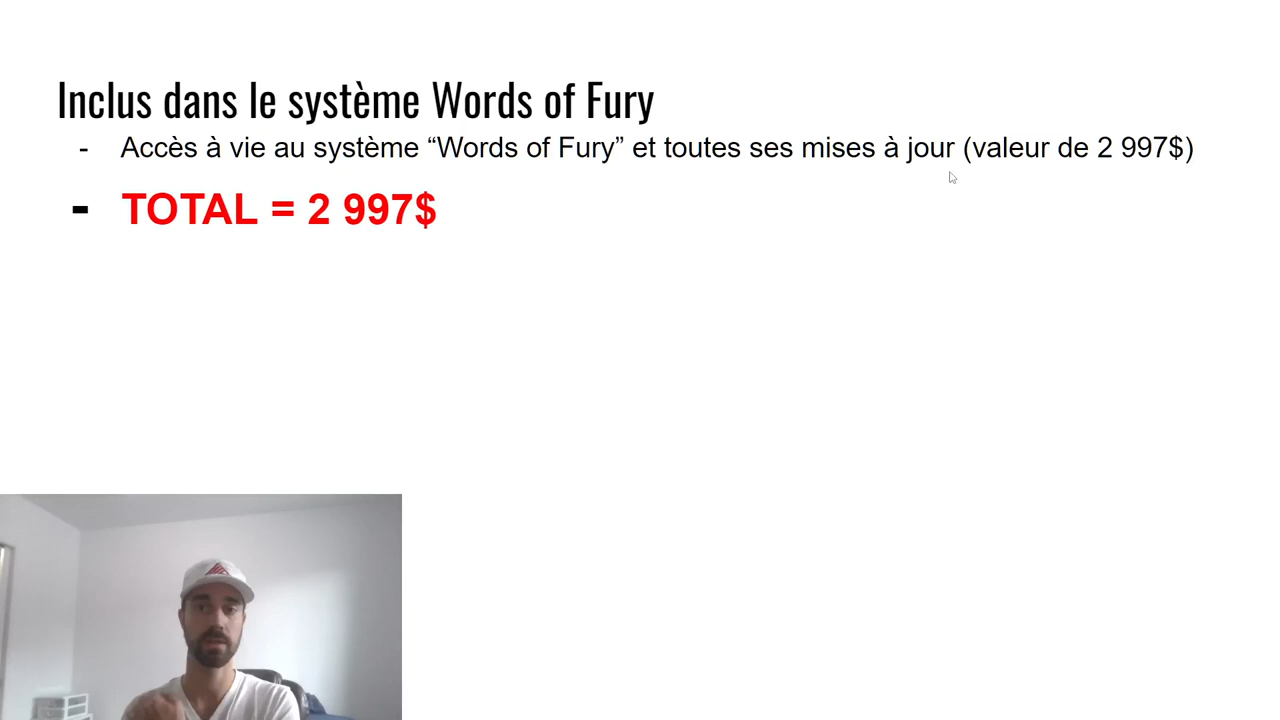 Inclus dans le système Words of Fury
- Accès à vie au système “Words of Fury” et toutes ses mises à jour (valeur de 2 997$)
- TOTAL = 2 997$